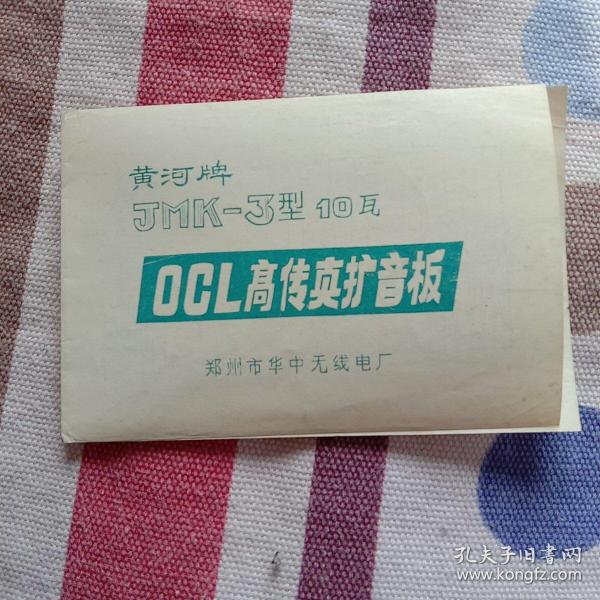 黄河牌
JMK-3型 10瓦
OCL高传真扩音板
郑州市华中无线电厂
孔夫子旧書网
www.kongfz.com